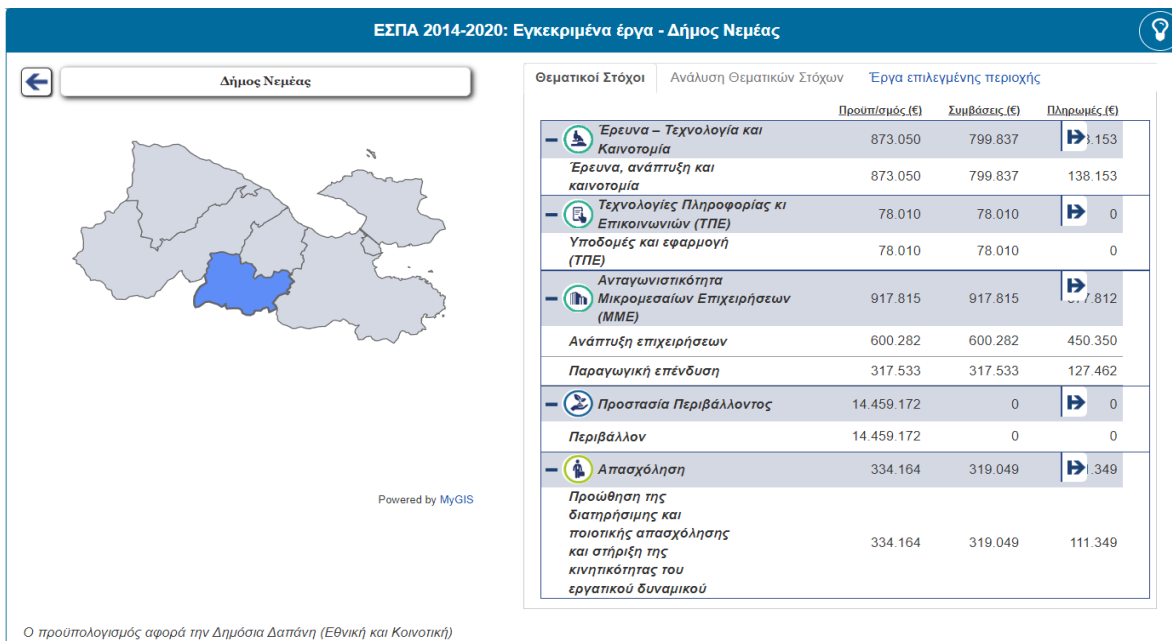 ΕΣΠΑ 2014-2020: Εγκεκριμένα έργα - Δήμος Νεμέας
Δήμος Νεμέας
Θεματικοί Στόχοι Ανάλυση Θεματικών Στόχων Έργα επιλεγμένης περιοχής
Προϋπ/σμός (€) Συμβάσεις (€) Πληρωμές (€)
Έρευνα – Τεχνολογία και
Καινοτομία
873.050 799.837 .153
Έρευνα, ανάπτυξη και
καινοτομία
873.050 799.837 138.153
Τεχνολογίες Πληροφορίας κι
Επικοινωνιών (ΤΠΕ)
78.010 78.010 0
Υποδομές και εφαρμογή
(ΤΠΕ)
78.010 78.010 0
Ανταγωνιστικότητα
Μικρομεσαίων Επιχειρήσεων
(ΜΜΕ)
917.815 917.815 .812
Ανάπτυξη επιχειρήσεων 600.282 600.282 450.350
Παραγωγική επένδυση 317.533 317.533 127.462
Προστασία Περιβάλλοντος 14.459.172 0 0
Περιβάλλον 14.459.172 0 0
Απασχόληση 334.164 319.049 .349
Προώθηση της
διατηρήσιμης και
ποιοτικής απασχόλησης
και στήριξη της
κινητικότητας του
εργατικού δυναμικού
334.164 319.049 111.349
Powered by MyGIS
Ο προϋπολογισμός αφορά την Δημόσια Δαπάνη (Εθνική και Κοινοτική)